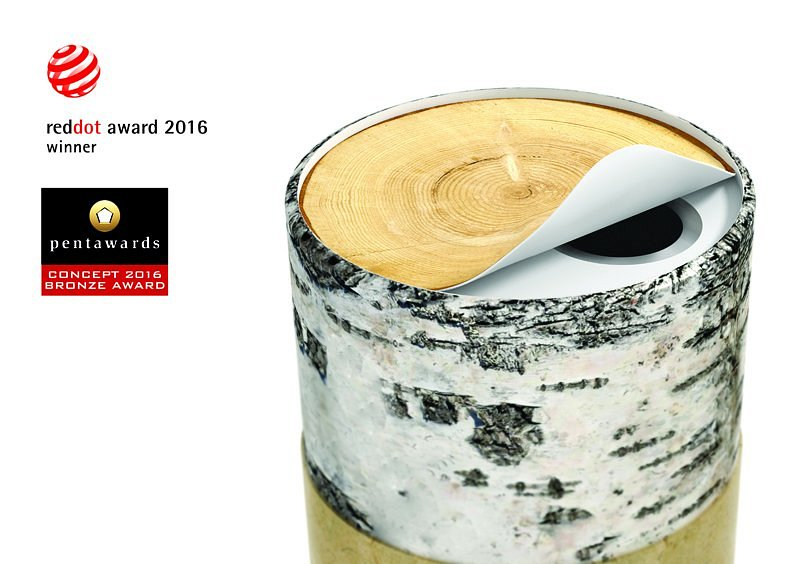 reddot award 2016
winner
pentawards
CONCEPT 2016
BRONZE AWARD